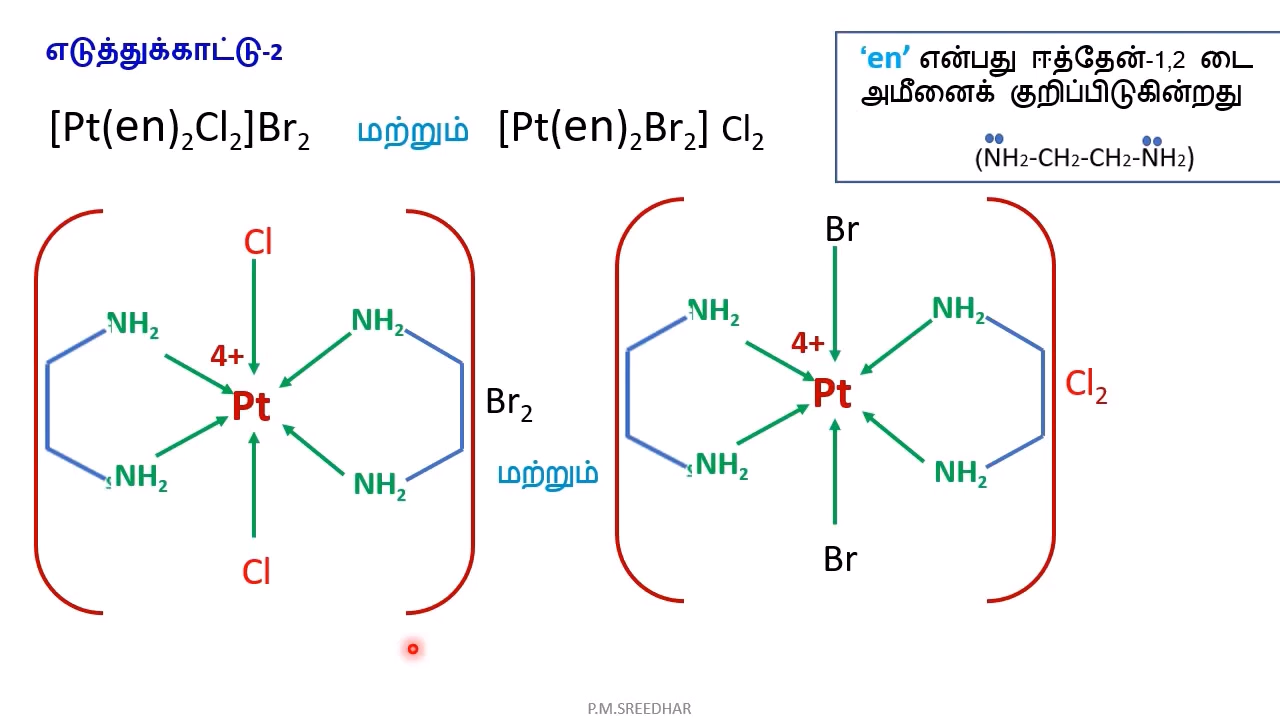 எடுத்துக்காட்டு-2
‘en’ என்பது ஈத்தேன்-1,2 டை
அமீனைக் குறிப்பிடுகின்றது
(NH₂-CH₂-CH₂-NH₂)
[Pt(en)₂Cl₂]Br₂ மற்றும் [Pt(en)₂Br₂] Cl₂
Cl
NH₂ NH₂
4+
Pt
NH₂ NH₂
Cl
Br₂
மற்றும்
Br
NH₂ NH₂
4+
Pt
NH₂ NH₂
Br
Cl₂
P.M.SREEDHAR